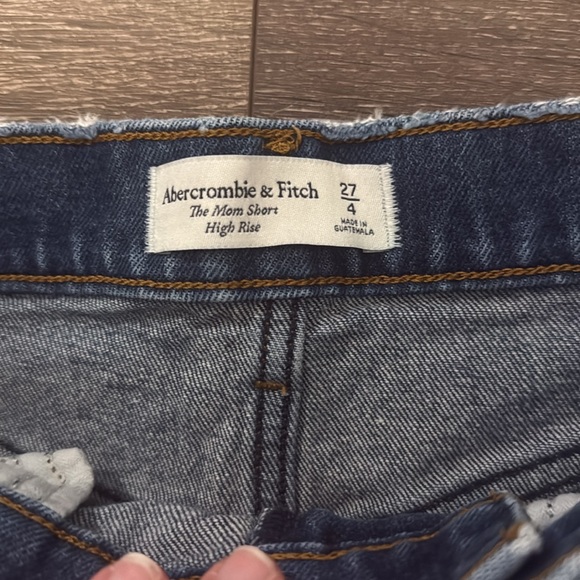 Abercrombie & Fitch
The Mom Short
High Rise
27
4
MADE IN
GUATEMALA